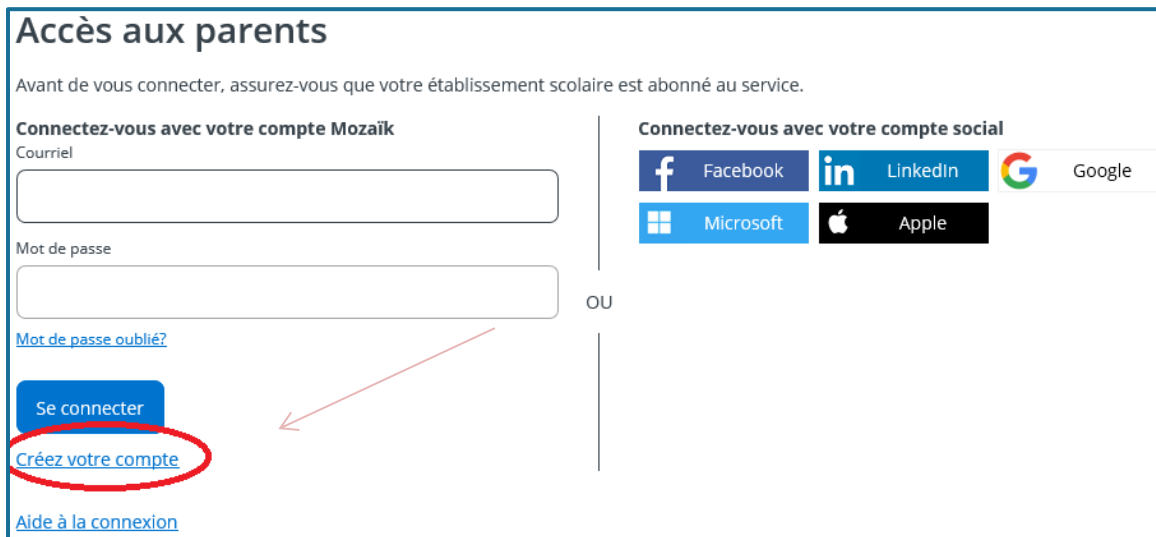 Accès aux parents
Avant de vous connecter, assurez-vous que votre établissement scolaire est abonné au service.
Connectez-vous avec votre compte Mozaïk
Courriel
Mot de passe
Mot de passe oublié?
Se connecter
Créez votre compte
Aide à la connexion
OU
Connectez-vous avec votre compte social
Facebook
LinkedIn
Google
Microsoft
Apple